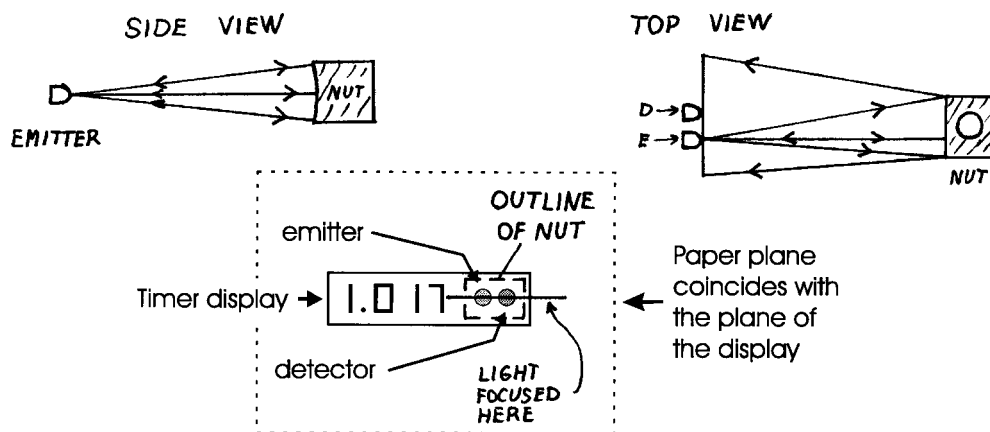 SIDE VIEW
NUT
EMITTER
TOP VIEW
D
E
NUT
OUTLINE
OF NUT
emitter
Timer display
1.017
detector
LIGHT
FOCUSED
HERE
Paper plane
coincides with
the plane of
the display